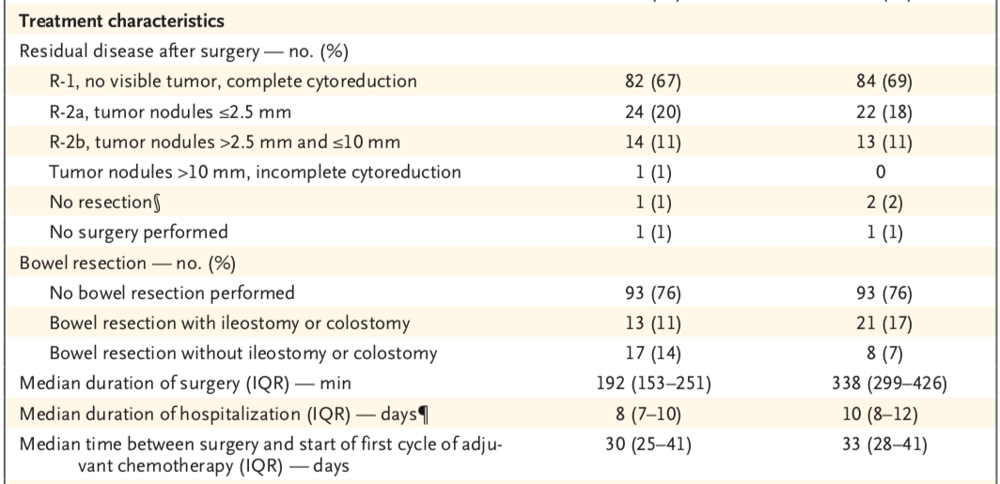 Treatment characteristics
Residual disease after surgery — no. (%)
R-1, no visible tumor, complete cytoreduction 82 (67) 84 (69)
R-2a, tumor nodules ≤2.5 mm 24 (20) 22 (18)
R-2b, tumor nodules >2.5 mm and ≤10 mm 14 (11) 13 (11)
Tumor nodules >10 mm, incomplete cytoreduction 1 (1) 0
No resection§ 1 (1) 2 (2)
No surgery performed 1 (1) 1 (1)
Bowel resection — no. (%)
No bowel resection performed 93 (76) 93 (76)
Bowel resection with ileostomy or colostomy 13 (11) 21 (17)
Bowel resection without ileostomy or colostomy 17 (14) 8 (7)
Median duration of surgery (IQR) — min 192 (153–251) 338 (299–426)
Median duration of hospitalization (IQR) — days¶ 8 (7–10) 10 (8–12)
Median time between surgery and start of first cycle of adju- 30 (25–41) 33 (28–41)
vant chemotherapy (IQR) — days